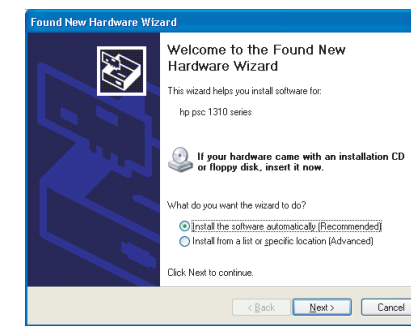 Found New Hardware Wizard
Welcome to the Found New
Hardware Wizard
This wizard helps you install software for:
hp psc 1310 series
If your hardware came with an installation CD
or floppy disk, insert it now.
What do you want the wizard to do?
Install the software automatically (Recommended)
Install from a list or specific location (Advanced)
Click Next to continue.
< Back Next > Cancel